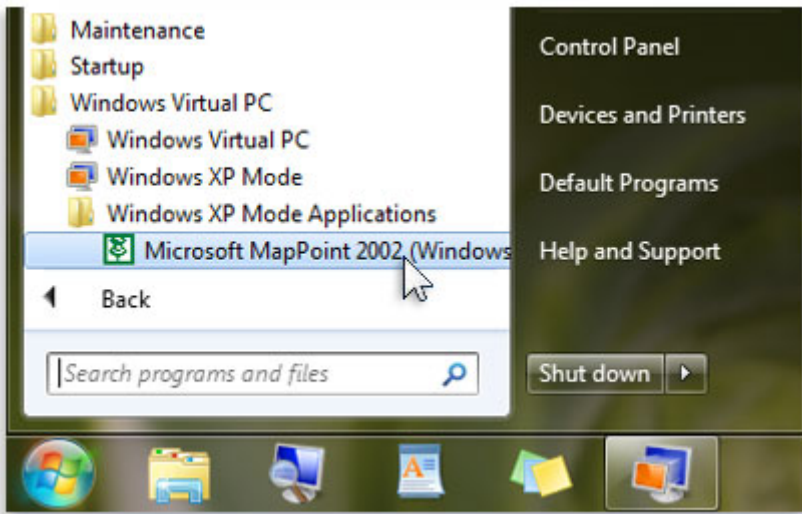 Maintenance
Startup
Windows Virtual PC
Windows Virtual PC
Windows XP Mode
Windows XP Mode Applications
Microsoft MapPoint 2002 (Windows
Back
Search programs and files
Control Panel
Devices and Printers
Default Programs
Help and Support
Shut down